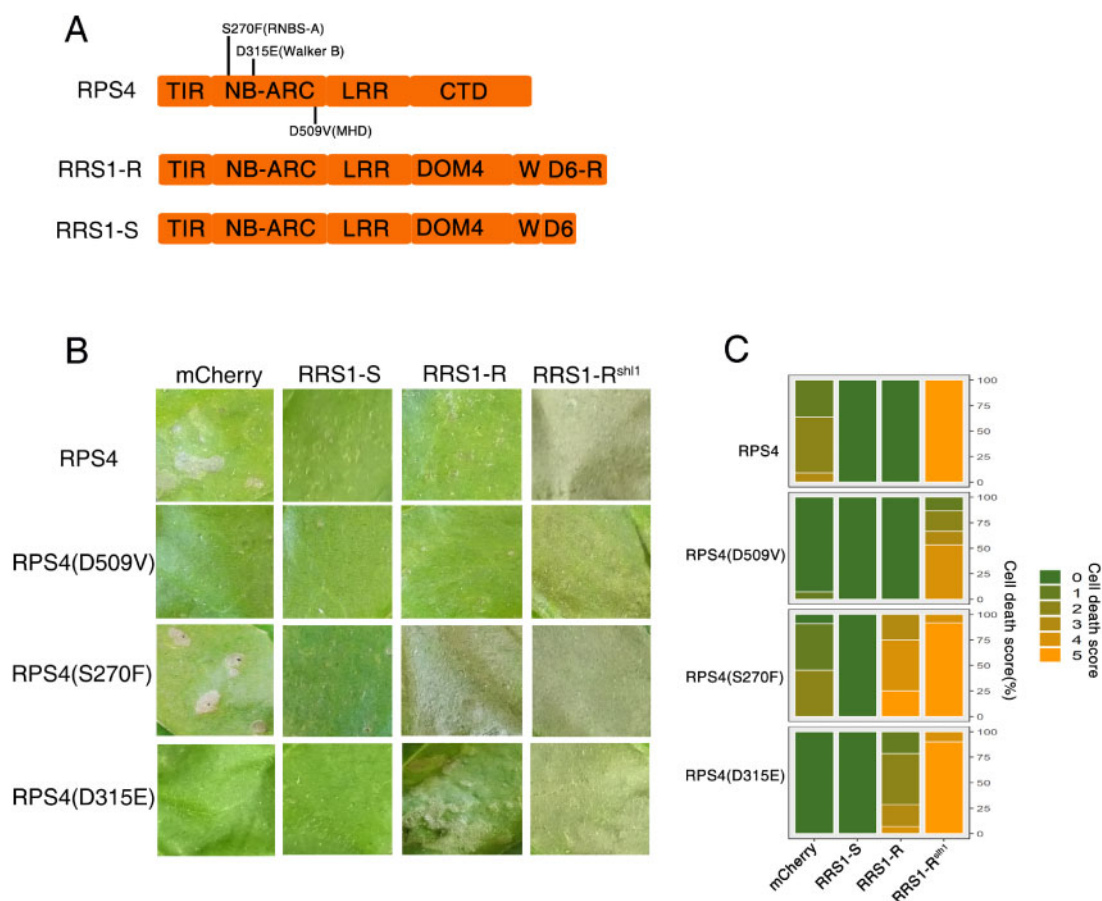 A
S270F(RNBS-A)
D315E(Walker B)
RPS4
TIR NB-ARC LRR CTD
D509V(MHD)
RRS1-R
TIR NB-ARC LRR DOM4 W D6-R
RRS1-S
TIR NB-ARC LRR DOM4 W D6
B
mCherry RRS1-S RRS1-R RRS1-Rshl1
RPS4
RPS4(D509V)
RPS4(S270F)
RPS4(D315E)
C
RPS4
100
75
50
25
0
RPS4(D509V)
100
75
50
25
0
RPS4(S270F)
100
75
50
25
0
RPS4(D315E)
100
75
50
25
0
Cell death score(%)
0
1
2
3
4
5
Cell death score
mCherry
RRS1-S
RRS1-R
RRS1-Rslh1